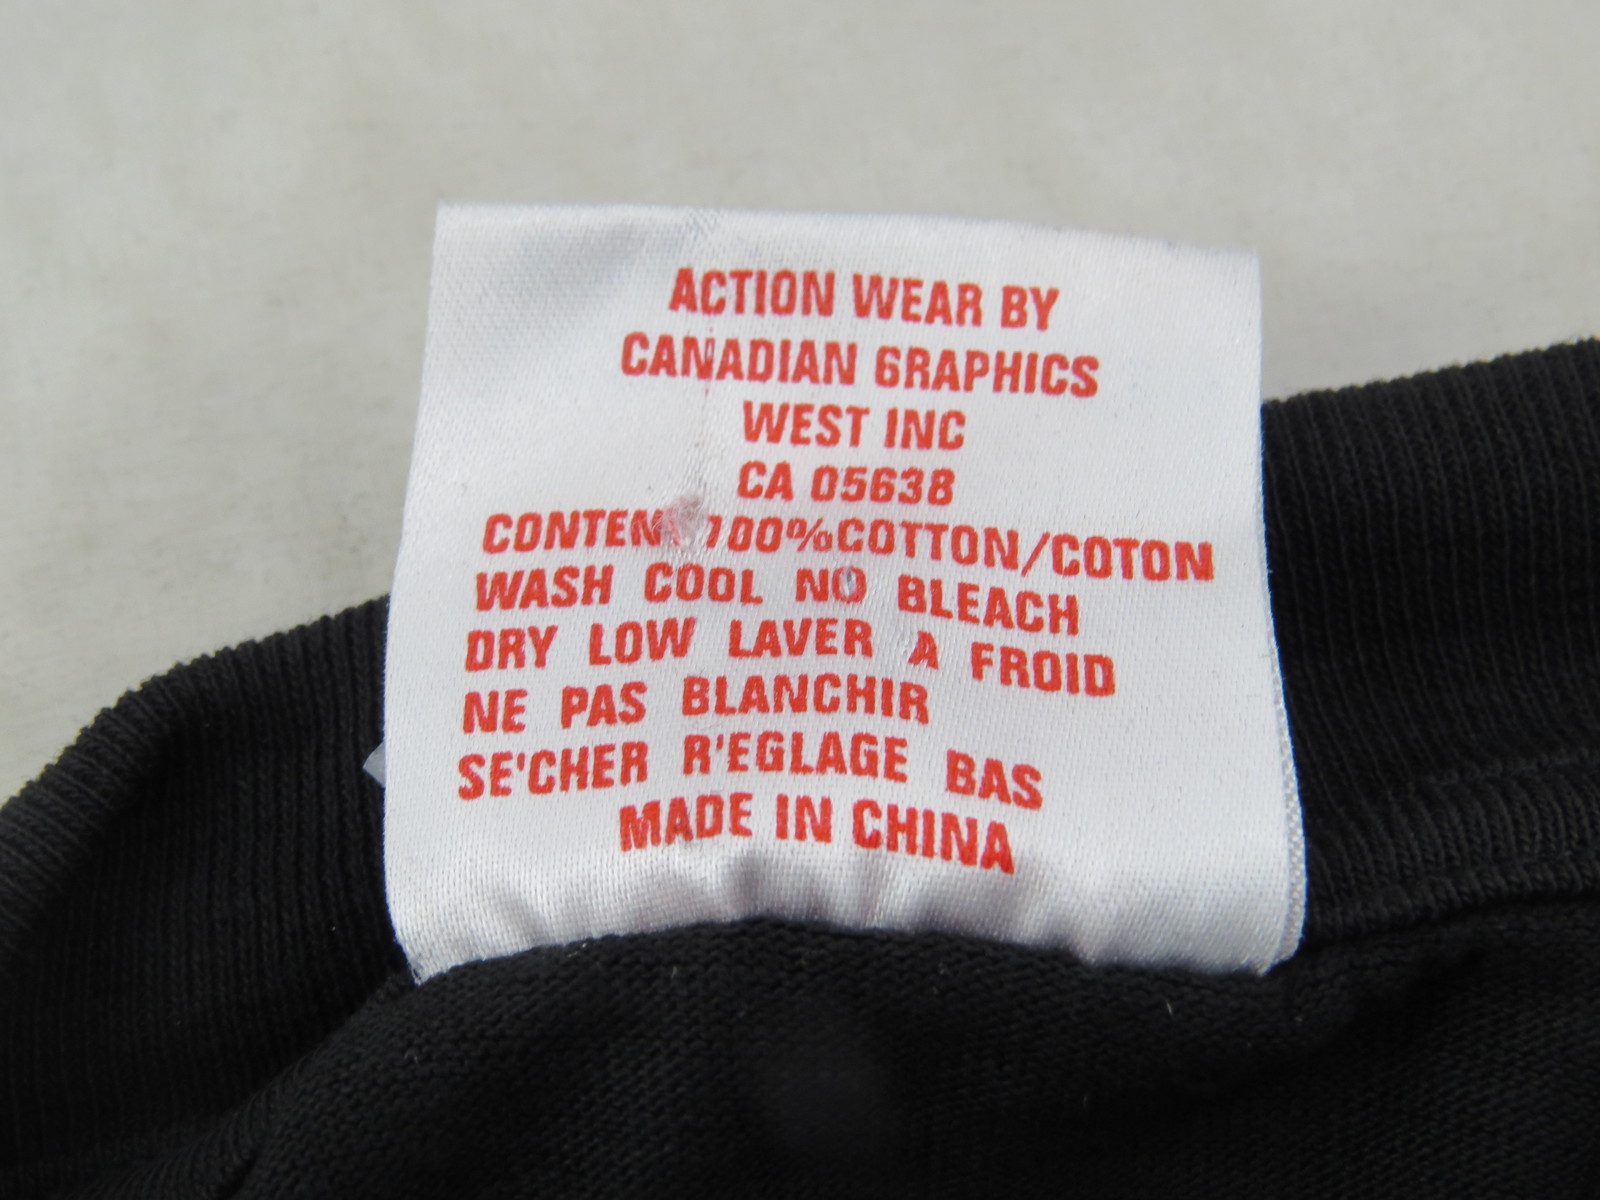 ACTION WEAR BY
CANADIAN GRAPHICS
WEST INC
CA 05638
CONTENT 100%COTTON/COTON
WASH COOL NO BLEACH
DRY LOW LAVER A FROID
NE PAS BLANCHIR
SE'CHER R'EGLAGE BAS
MADE IN CHINA